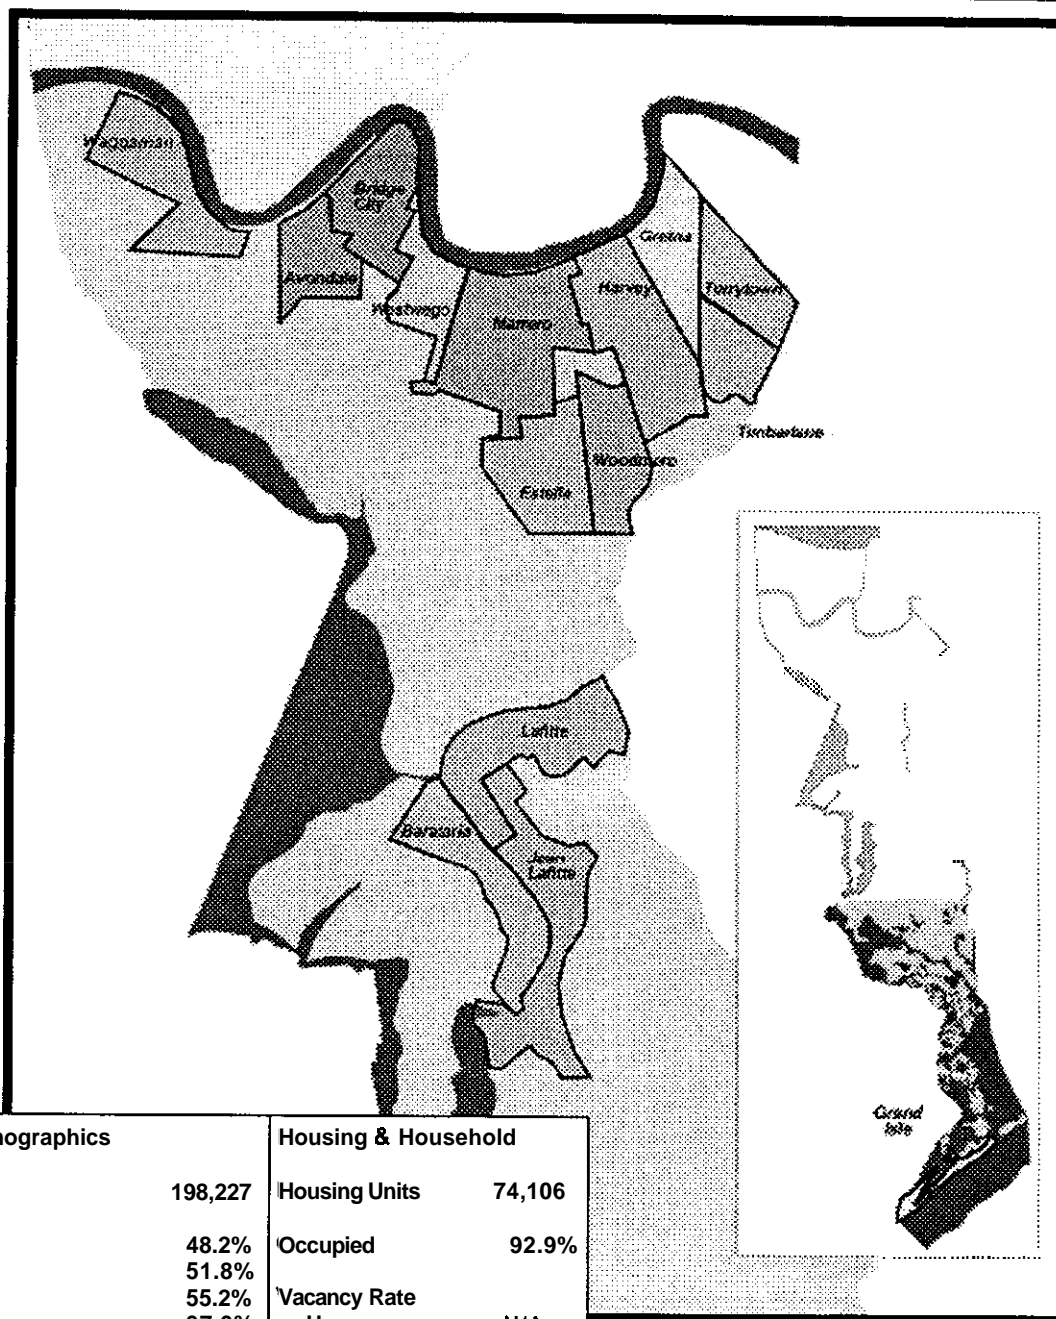 Waggaman
Bridge
City
Gretna
Avondale
Harvey
Terrytown
Westwego
Marrero
Timberlane
Woodmere
Estelle
Lafitte
Barataria
Jean
Lafitte
Grand
Isle
nographics
Housing & Household
198,227
Housing Units 74,106
48.2%
Occupied 92.9%
51.8%
55.2%
Vacancy Rate